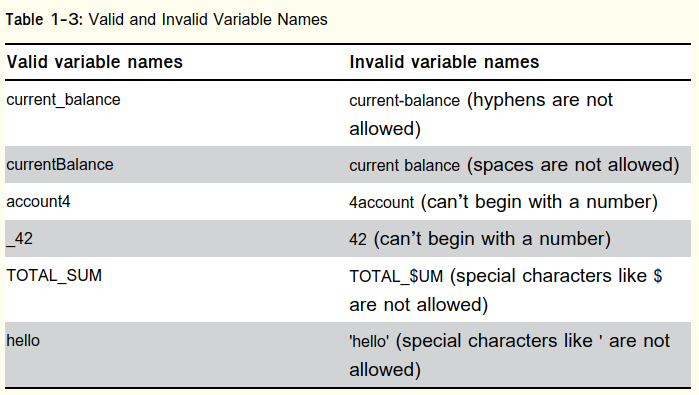 Table 1-3: Valid and Invalid Variable Names
Valid variable names Invalid variable names
current_balance current-balance (hyphens are not
allowed)
currentBalance current balance (spaces are not allowed)
account4 4account (can’t begin with a number)
_42 42 (can’t begin with a number)
TOTAL_SUM TOTAL_$UM (special characters like $
are not allowed)
hello 'hello' (special characters like ' are not
allowed)